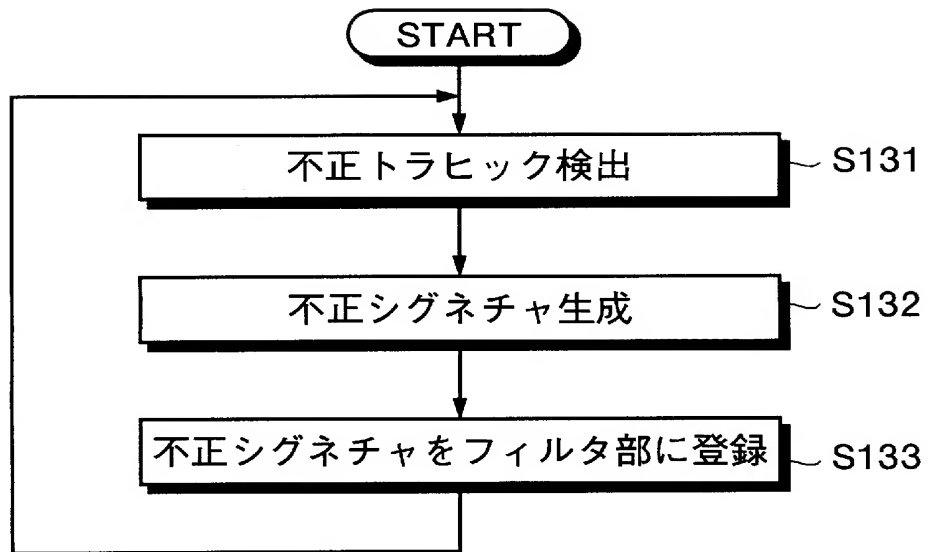 START
不正トラヒック検出
S131
不正シグネチャ生成
S132
不正シグネチャをフィルタ部に登録
S133